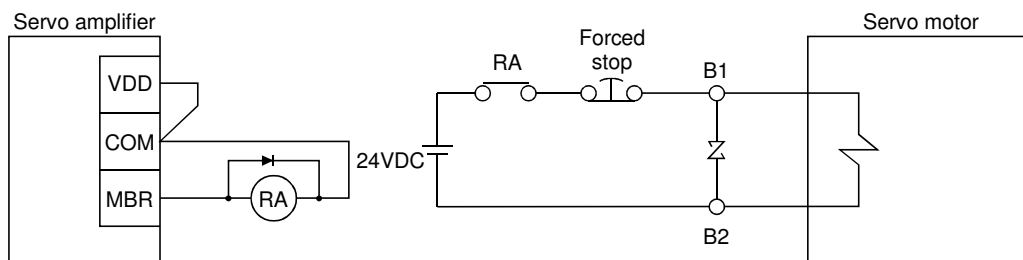 Servo amplifier
VDD
COM
MBR
RA
24VDC
RA
Forced
stop
B1
B2
Servo motor